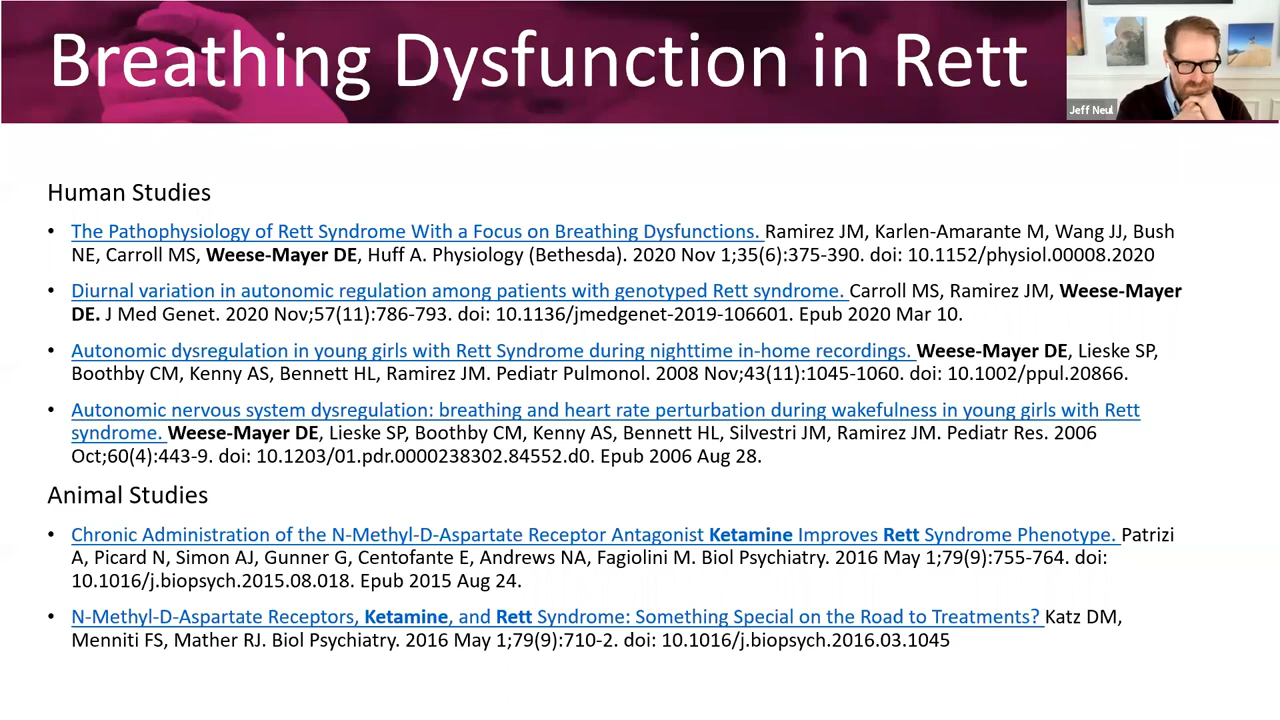 Breathing Dysfunction in Rett
Jeff Neul
Human Studies
• The Pathophysiology of Rett Syndrome With a Focus on Breathing Dysfunctions. Ramirez JM, Karlen-Amarante M, Wang JJ, Bush
NE, Carroll MS, Weese-Mayer DE, Huff A. Physiology (Bethesda). 2020 Nov 1;35(6):375-390. doi: 10.1152/physiol.00008.2020
• Diurnal variation in autonomic regulation among patients with genotyped Rett syndrome. Carroll MS, Ramirez JM, Weese-Mayer
DE. J Med Genet. 2020 Nov;57(11):786-793. doi: 10.1136/jmedgenet-2019-106601. Epub 2020 Mar 10.
• Autonomic dysregulation in young girls with Rett Syndrome during nighttime in-home recordings. Weese-Mayer DE, Lieske SP,
Boothby CM, Kenny AS, Bennett HL, Ramirez JM. Pediatr Pulmonol. 2008 Nov;43(11):1045-1060. doi: 10.1002/ppul.20866.
• Autonomic nervous system dysregulation: breathing and heart rate perturbation during wakefulness in young girls with Rett
syndrome. Weese-Mayer DE, Lieske SP, Boothby CM, Kenny AS, Bennett HL, Silvestri JM, Ramirez JM. Pediatr Res. 2006
Oct;60(4):443-9. doi: 10.1203/01.pdr.0000238302.84552.d0. Epub 2006 Aug 28.
Animal Studies
• Chronic Administration of the N-Methyl-D-Aspartate Receptor Antagonist Ketamine Improves Rett Syndrome Phenotype. Patrizi
A, Picard N, Simon AJ, Gunner G, Centofante E, Andrews NA, Fagiolini M. Biol Psychiatry. 2016 May 1;79(9):755-764. doi:
10.1016/j.biopsych.2015.08.018. Epub 2015 Aug 24.
• N-Methyl-D-Aspartate Receptors, Ketamine, and Rett Syndrome: Something Special on the Road to Treatments? Katz DM,
Menniti FS, Mather RJ. Biol Psychiatry. 2016 May 1;79(9):710-2. doi: 10.1016/j.biopsych.2016.03.1045